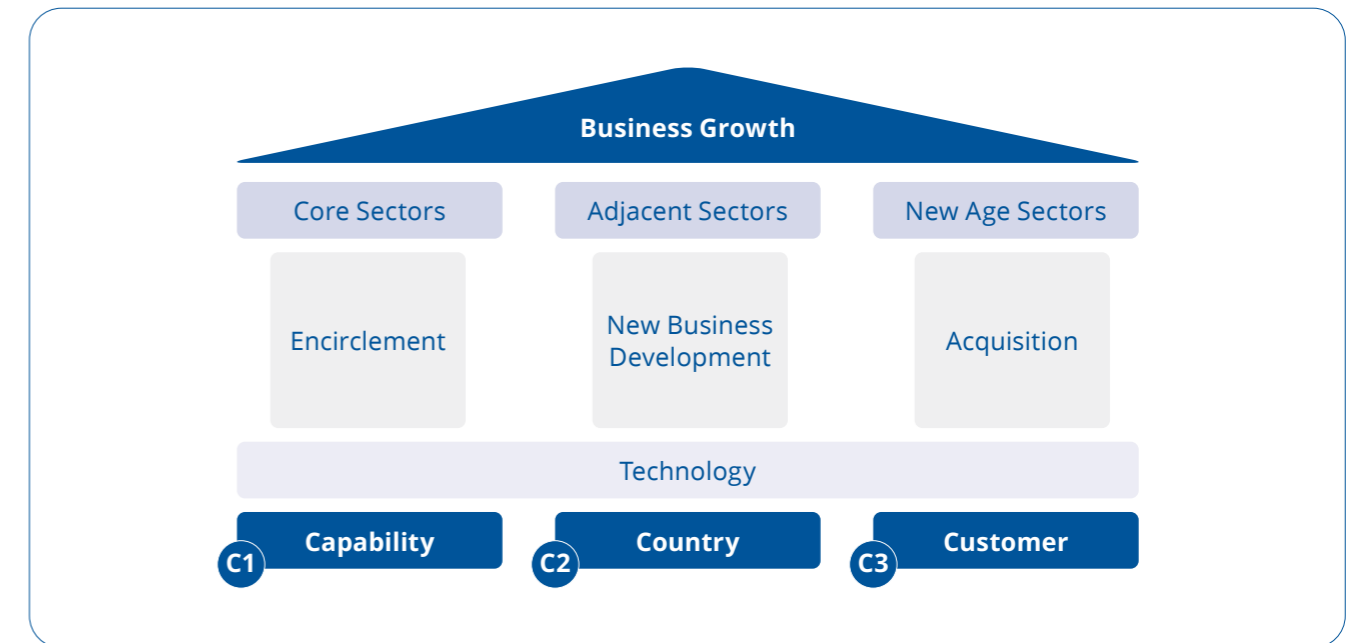 Business Growth
Core Sectors
Adjacent Sectors
New Age Sectors
Encirclement
New Business
Development
Acquisition
Technology
C1 Capability
C2 Country
C3 Customer